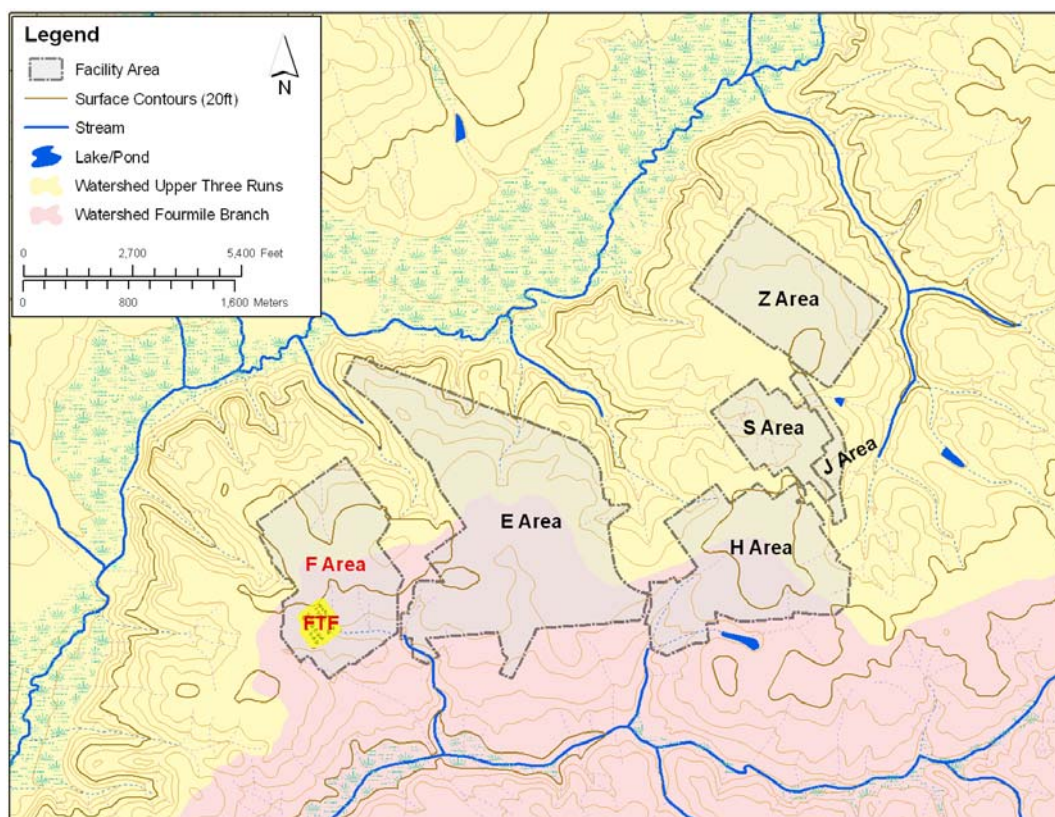 Legend
Facility Area
N
Surface Contours (20ft)
Stream
Lake/Pond
Watershed Upper Three Runs
Watershed Fourmile Branch
0 2,700 5,400 Feet
0 800 1,600 Meters
Z Area
S Area
J Area
E Area
H Area
F Area
FTF